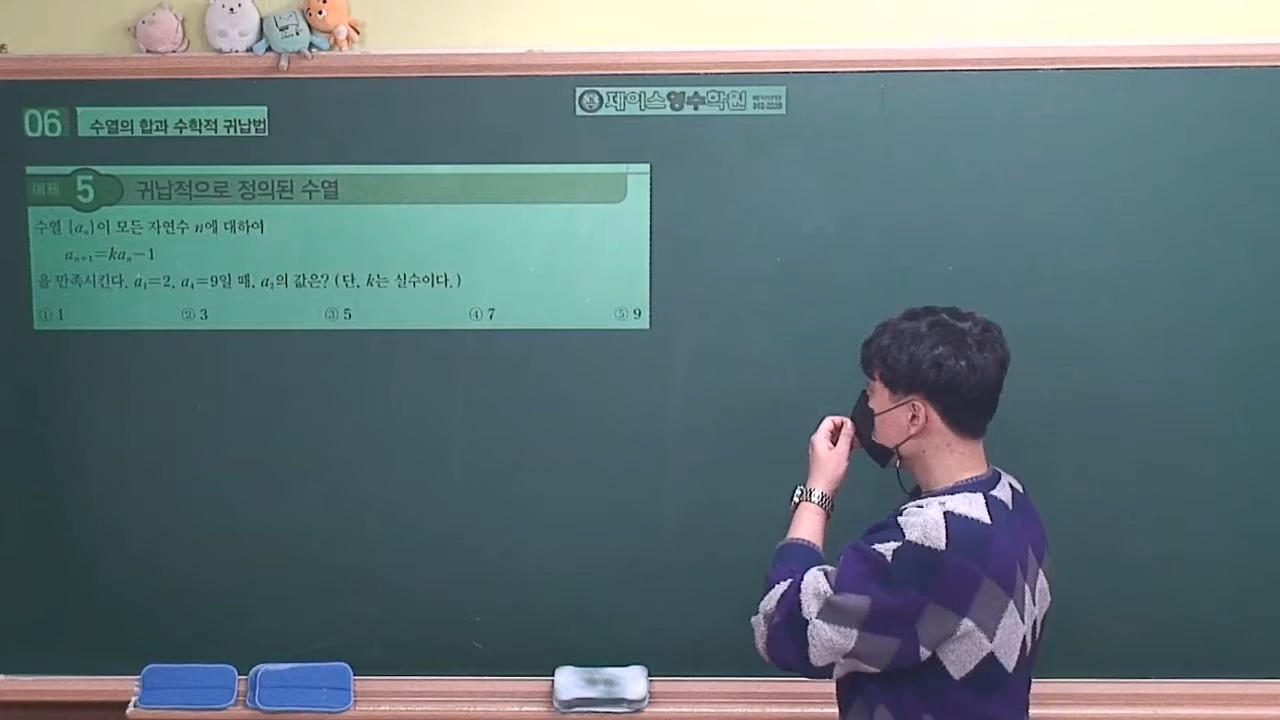 06 수열의 합과 수학적 귀납법
제이스영수학원
예제 5 귀납적으로 정의된 수열
수열 {aₙ}이 모든 자연수 n에 대하여
aₙ₊₁=kaₙ-1
을 만족시킨다. a₁=2, a₄=9일 때, a₂의 값은? (단, k는 실수이다.)
① 1 ② 3 ③ 5 ④ 7 ⑤ 9